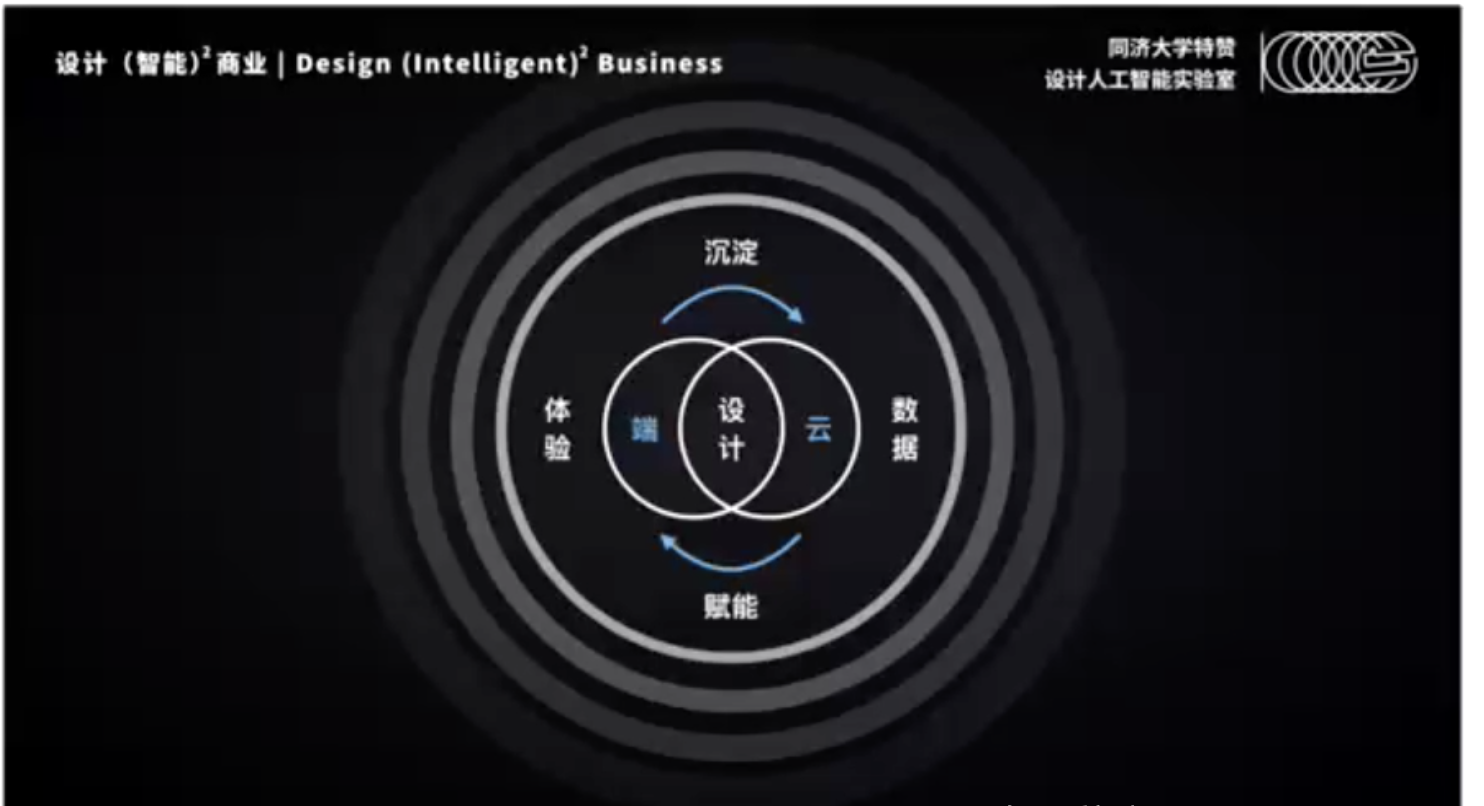 设计（智能）²商业 | Design (Intelligent)² Business
同济大学特赞
设计人工智能实验室
沉淀
体验
端
设计
云
数据
赋能